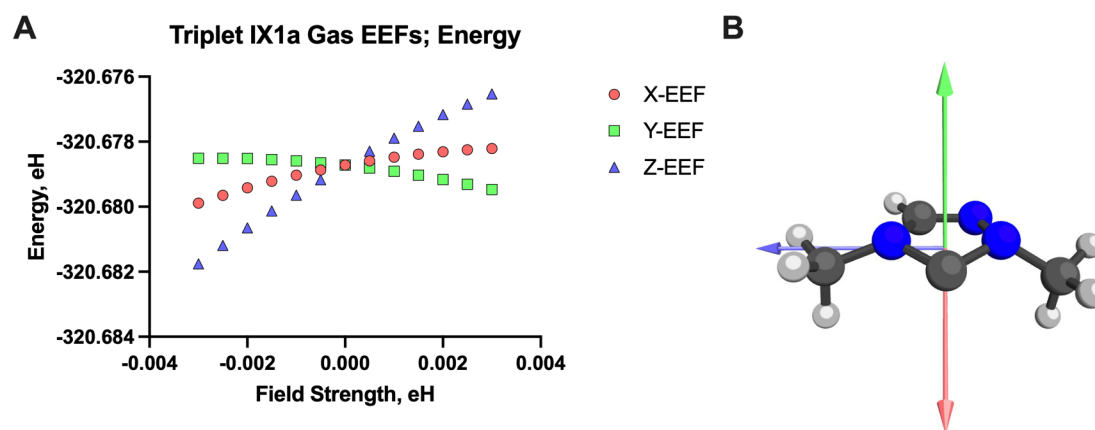 A
Triplet IX1a Gas EEFs; Energy
B
-320.676
-320.678
-320.680
-320.682
-320.684
Energy, eH
-0.004
-0.002
0.000
0.002
0.004
Field Strength, eH
X-EEF
Y-EEF
Z-EEF